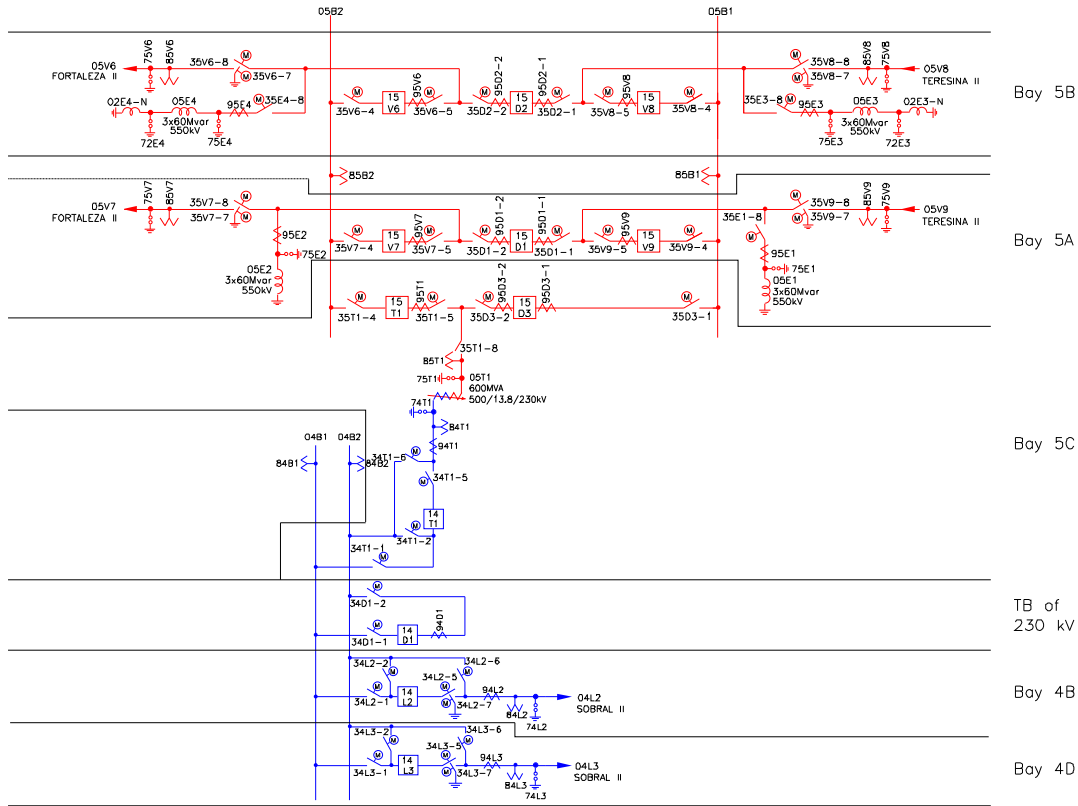 05B2
05B1
05V6
FORTALEZA II
75V6
85V6
35V6-8
35V6-7
02E4-N
05E4
3x60Mvar
550kV
72E4
95E4
35E4-8
75E4
35V6-4
15
V6
95V6
35V6-5
35D2-2
95D2-2
15
D2
95D2-1
35D2-1
35V8-5
15
V8
95V8
35V8-4
35V8-8
35V8-7
85V8
75V8
05V8
TERESINA II
35E3-8
95E3
05E3
02E3-N
3x60Mvar
550kV
75E3
72E3
Bay 5B
85B2
85B1
05V7
FORTALEZA II
75V7
85V7
35V7-8
35V7-7
95E2
75E2
05E2
3x60Mvar
550kV
35V7-4
15
V7
95V7
35V7-5
35D1-2
95D1-2
15
D1
95D1-1
35D1-1
35V9-5
95V9
15
V9
35V9-4
35E1-8
35V9-8
35V9-7
85V9
75V9
05V9
TERESINA II
95E1
75E1
05E1
3x60Mvar
550kV
Bay 5A
35T1-4
15
T1
95T1
35T1-5
35D3-2
95D3-2
15
D3
95D3-1
35D3-1
35T1-8
85T1
75T1
05T1
600MVA
500/13.8/230kV
74T1
84T1
94T1
04B1
04B2
84B1
84B2
34T1-6
34T1-5
14
T1
34T1-2
34T1-1
Bay 5C
34D1-2
34D1-1
14
D1
94D1
TB of
230 kV
34L2-2
34L2-6
34L2-5
34L2-1
14
L2
34L2-7
94L2
84L2
74L2
04L2
SOBRAL II
Bay 4B
34L3-2
34L3-6
34L3-5
34L3-1
14
L3
34L3-7
94L3
84L3
74L3
04L3
SOBRAL II
Bay 4D